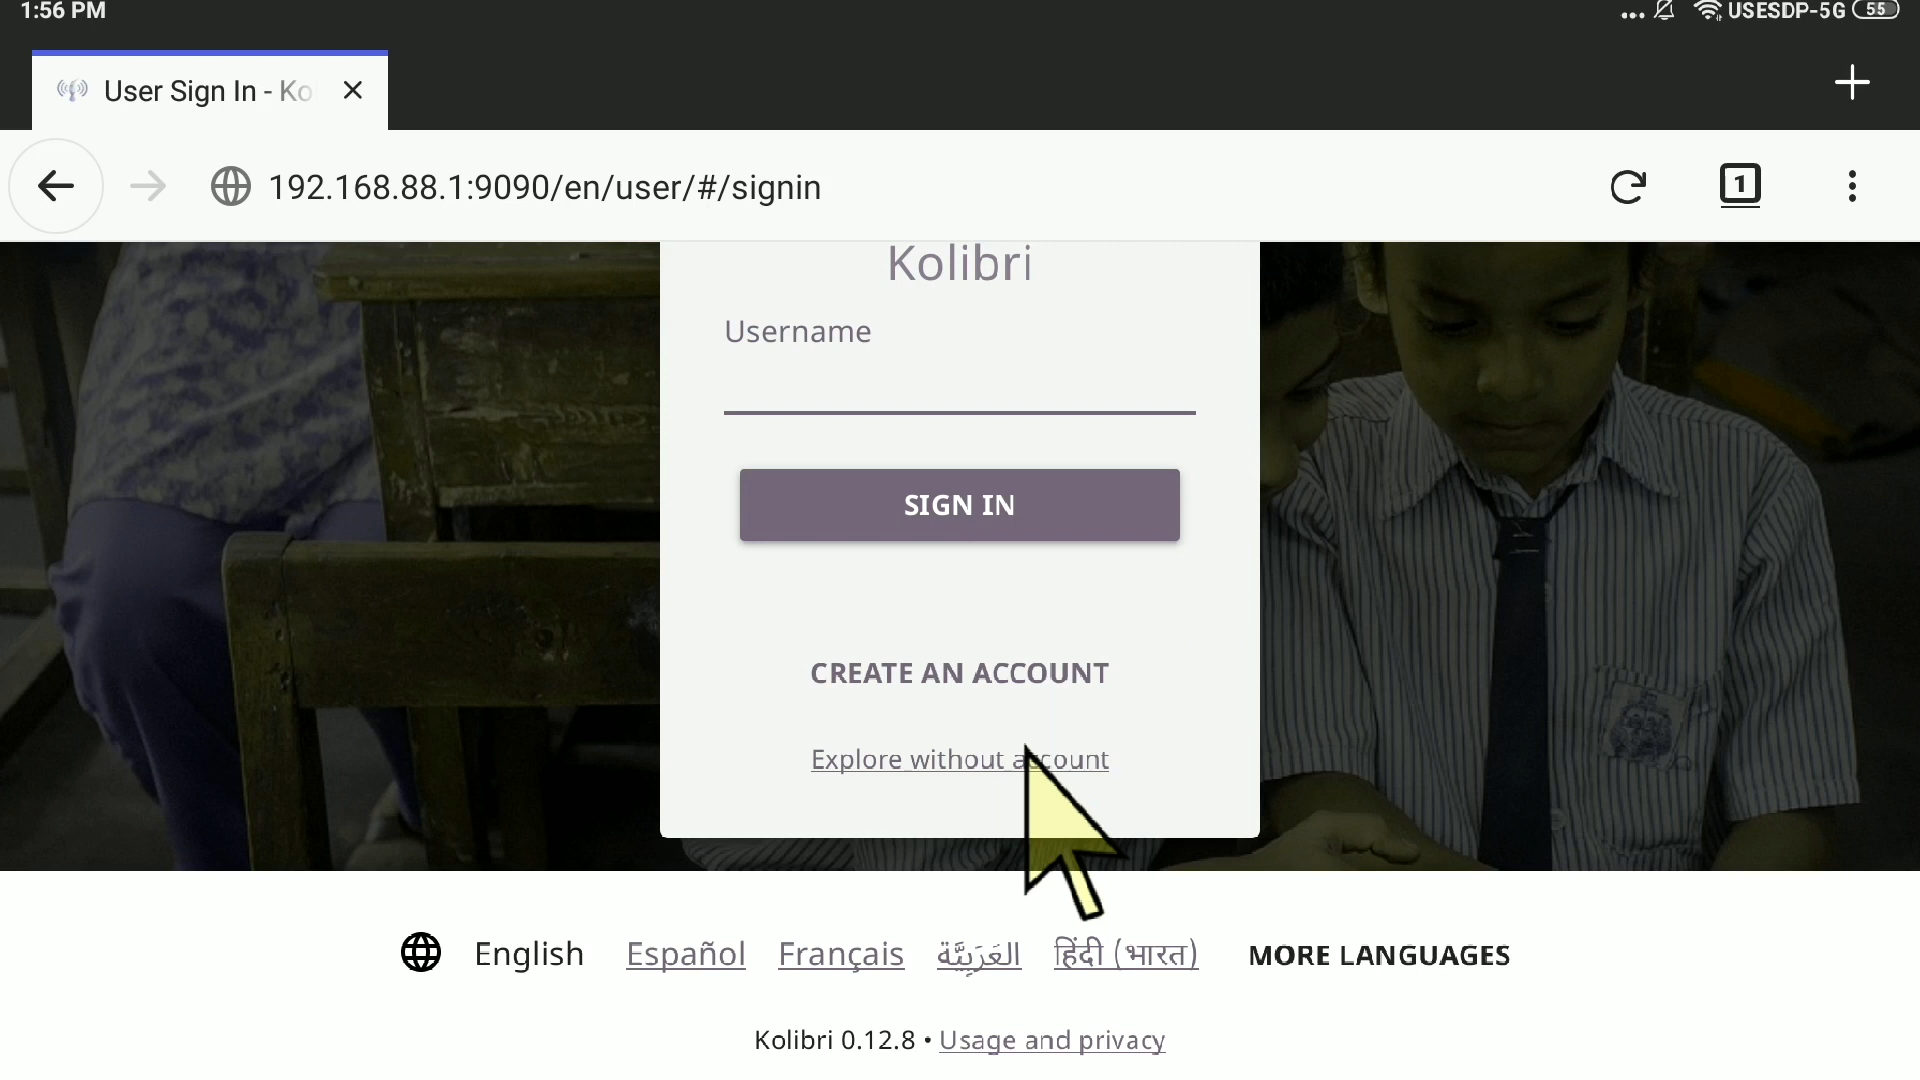 1:56 PM
... USESDP-5G 55
User Sign In - Ko
192.168.88.1:9090/en/user/#/signin
1
Kolibri
Username
SIGN IN
CREATE AN ACCOUNT
Explore without account
English Español Français العَرَبِيَّة हिंदी (भारत) MORE LANGUAGES
Kolibri 0.12.8 • Usage and privacy